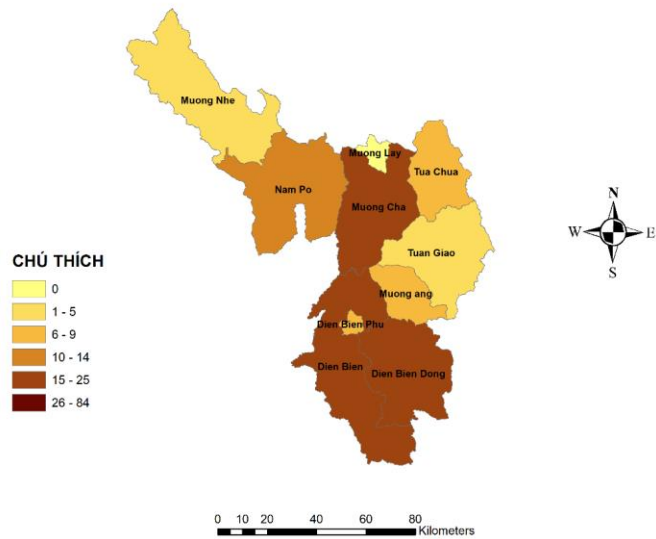 Muong Nhe
Muong Lay
Tua Chua
Nam Po
Muong Cha
N
W
E
S
Tuan Giao
CHÚ THÍCH
0
1 - 5
6 - 9
10 - 14
15 - 25
26 - 84
Muong ang
Dien Bien Phu
Dien Bien
Dien Bien Dong
0 10 20 40 60 80
Kilometers